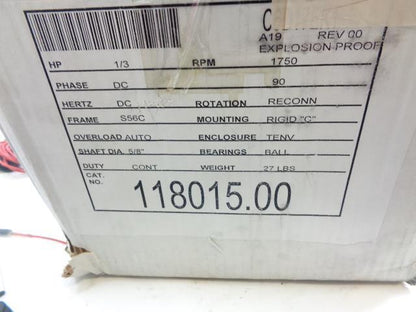 A19 REV 00
EXPLOSION-PROOF
HP 1/3 RPM 1750
PHASE DC 90
HERTZ DC ROTATION RECONN
FRAME S56C MOUNTING RIGID "C"
OVERLOAD AUTO ENCLOSURE TENV
SHAFT DIA. 5/8" BEARINGS BALL
DUTY CONT. WEIGHT 27 LBS
CAT.
NO. 118015.00